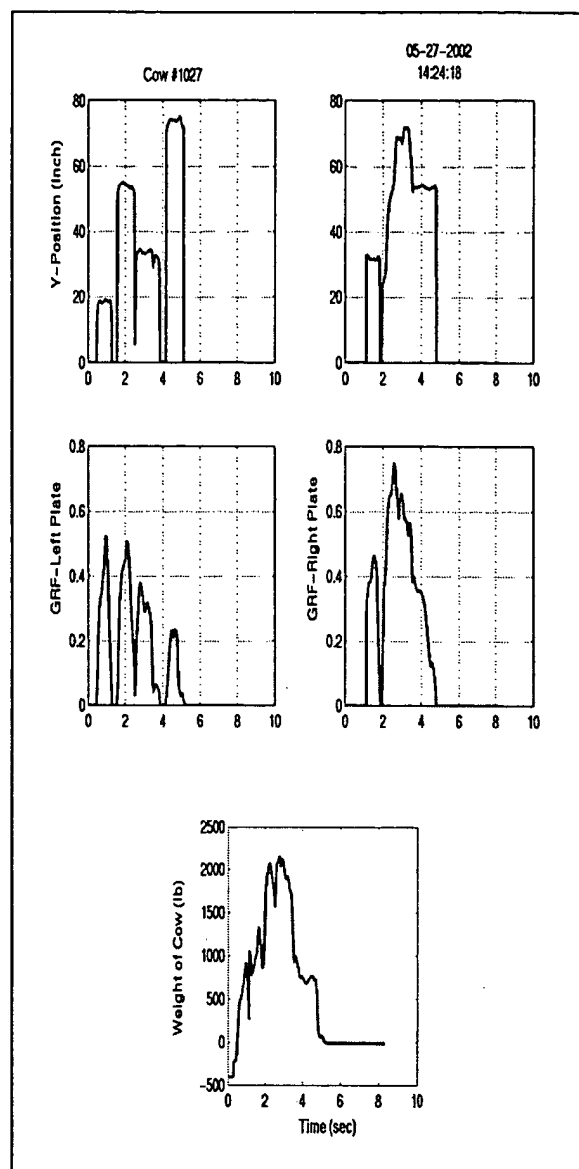 Cow #1027
05-27-2002
14:24:18
Y-Position (Inch)
80
60
40
20
0
0 2 4 6 8 10
80
60
40
20
0
0 2 4 6 8 10
GRF-Left Plate
0.8
0.6
0.4
0.2
0
0 2 4 6 8 10
GRF-Right Plate
0.8
0.6
0.4
0.2
0
0 2 4 6 8 10
Weight of Cow (lb)
2500
2000
1500
1000
500
0
-500
0 2 4 6 8 10
Time (sec)